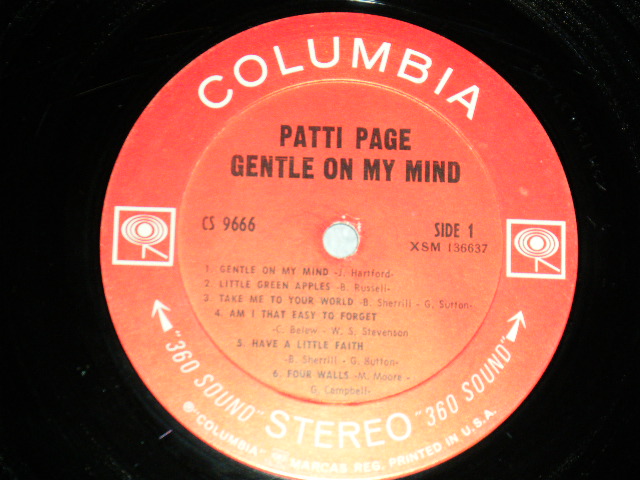 COLUMBIA
PATTI PAGE
GENTLE ON MY MIND
CS 9666
SIDE 1
XSM 136637
1. GENTLE ON MY MIND -J. Hartford-
2. LITTLE GREEN APPLES -B. Russell-
3. TAKE ME TO YOUR WORLD -B. Sherrill - G. Sutton-
4. AM I THAT EASY TO FORGET
-C. Belew - W. S. Stevenson
5. HAVE A LITTLE FAITH
-B. Sherrill - G. Sutton-
6. FOUR WALLS -M. Moore -
G. Campbell-
"360 SOUND" STEREO "360 SOUND"
℗"COLUMBIA" MARCAS REG. PRINTED IN U.S.A.